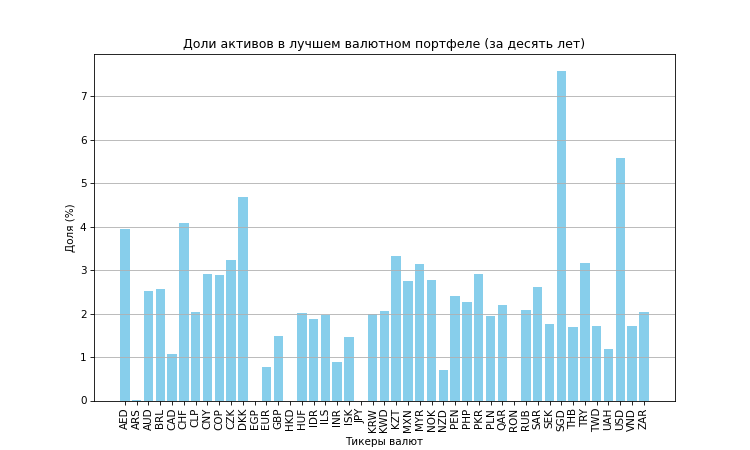 Доли активов в лучшем валютном портфеле (за десять лет)
Доля (%)
7
6
5
4
3
2
1
0
AED ARS AUD BRL CAD CHF CLP CNY COP CZK DKK EGP EUR GBP HKD HUF IDR ILS INR ISK JPY KRW KWD KZT MXN MYR NOK NZD PEN PHP PKR PLN QAR RON RUB SAR SEK SGD THB TRY TWD UAH USD VND ZAR
Тикеры валют